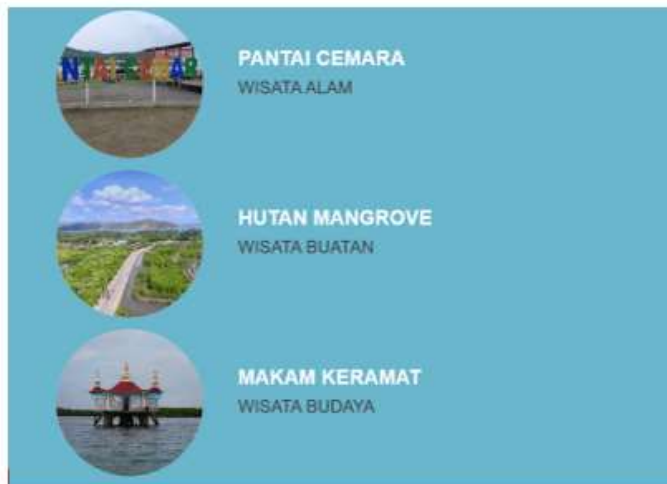 PANTAI CEMARA
WISATA ALAM
HUTAN MANGROVE
WISATA BUATAN
MAKAM KERAMAT
WISATA BUDAYA